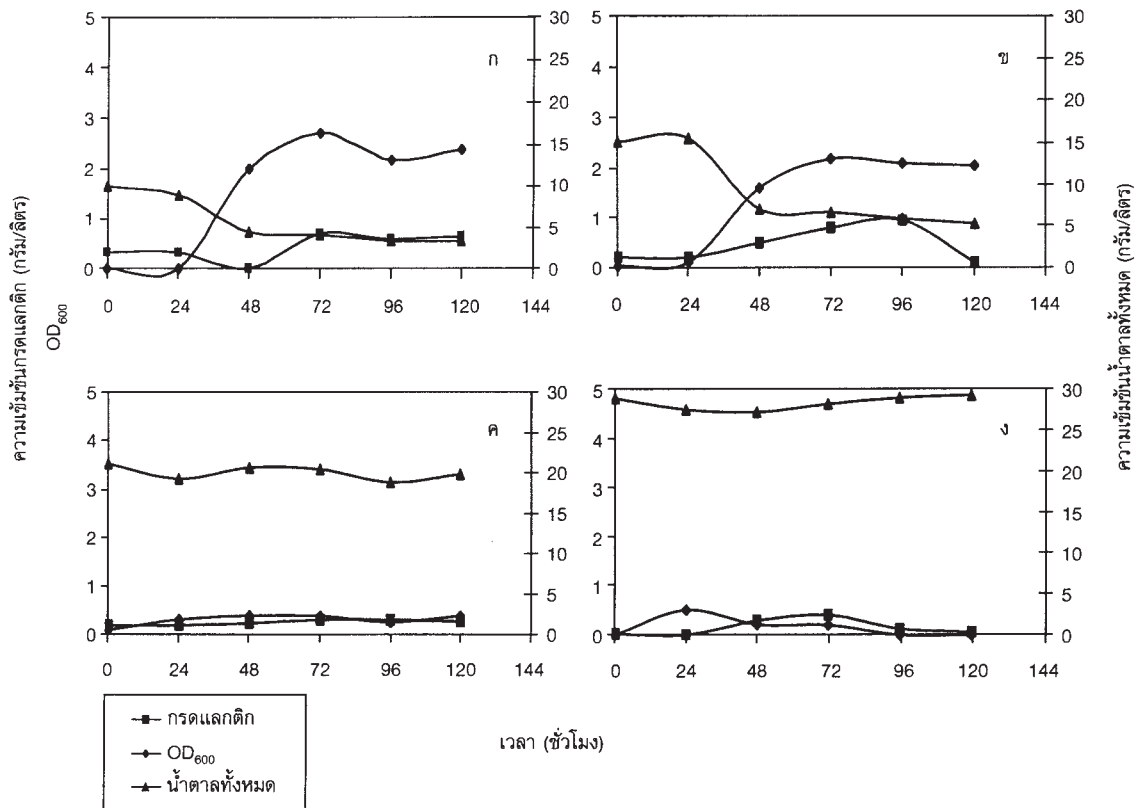 5 30 5 30
ก ข
4 25 4 25
20 20
3 3
15 15
2 2
10 10
1 5 1 5
0 0 0 0
0 24 48 72 96 120 144 0 24 48 72 96 120 144
ความเข้มข้นกรดแลกติก (กรัม/ลิตร)
OD600
ความเข้มข้นน้ำตาลทั้งหมด (กรัม/ลิตร)
5 30 5 30
ค ง
4 25 4 25
20 20
3 3
15 15
2 2
10 10
1 5 1 5
0 0 0 0
0 24 48 72 96 120 144 0 24 48 72 96 120 144
กรดแลกติก
OD600
น้ำตาลทั้งหมด
เวลา (ชั่วโมง)